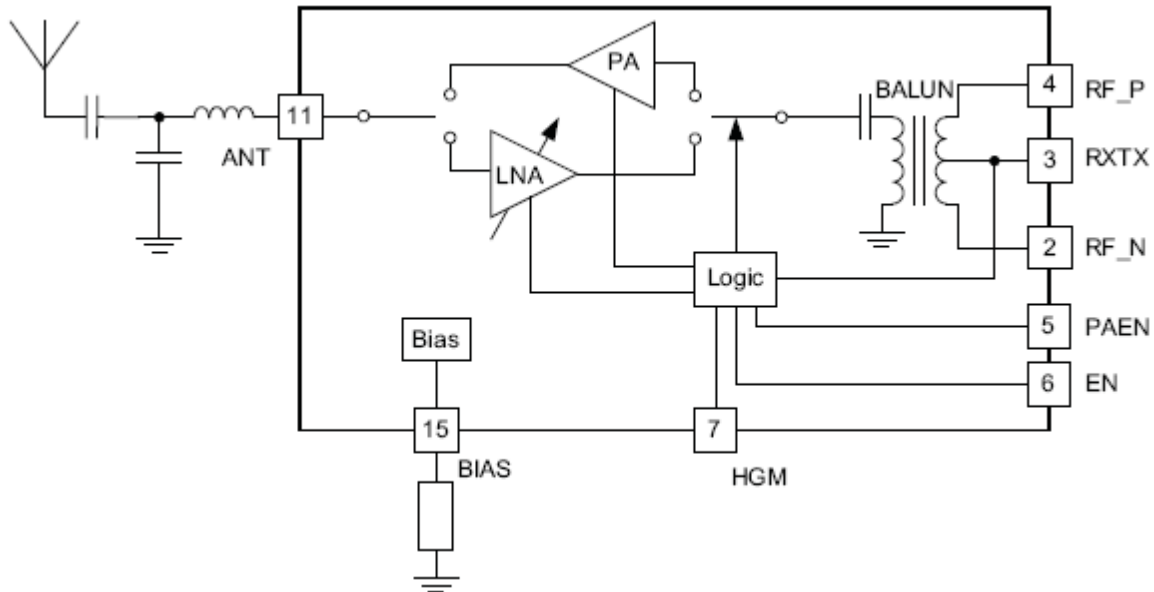 PA
BALUN
4
RF_P
11
ANT
3
RXTX
LNA
2
RF_N
Logic
5
PAEN
Bias
6
EN
15
7
BIAS
HGM